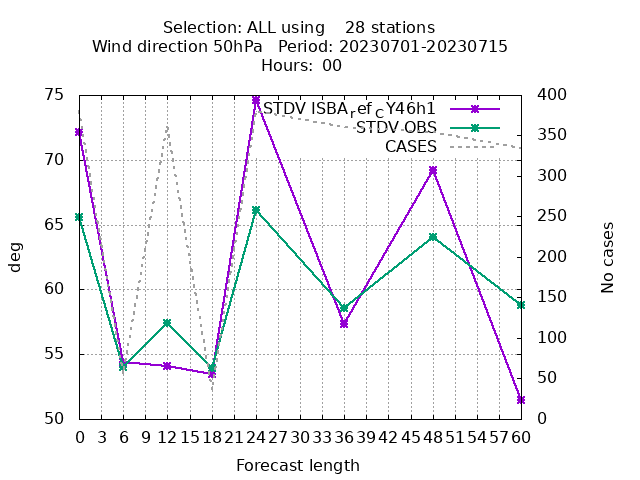 Selection: ALL using 28 stations
Wind direction 50hPa Period: 20230701-20230715
Hours: 00
STDV ISBA_ref_CY46h1
STDV OBS
CASES
75
70
65
60
55
50
deg
400
350
300
250
200
150
100
50
0
No cases
0 3 6 9 12 15 18 21 24 27 30 33 36 39 42 45 48 51 54 57 60
Forecast length